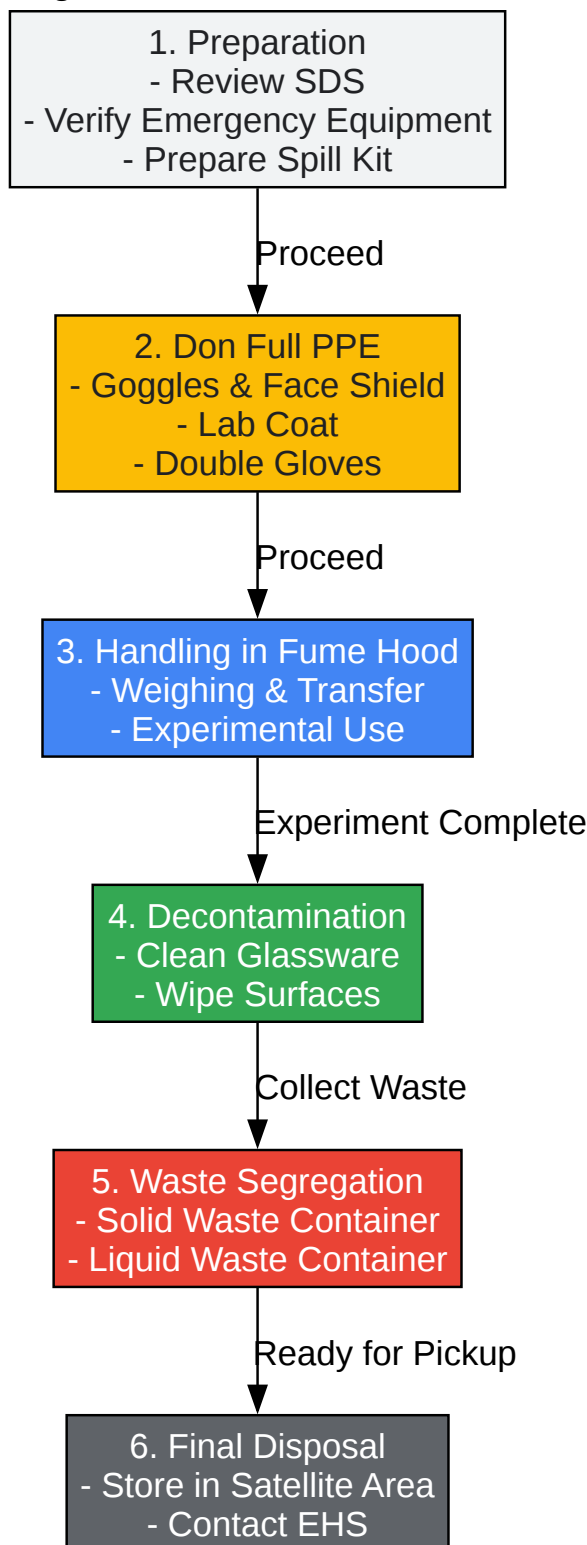 1. Preparation
- Review SDS
- Verify Emergency Equipment
- Prepare Spill Kit
Proceed
2. Don Full PPE
- Goggles & Face Shield
- Lab Coat
- Double Gloves
Proceed
3. Handling in Fume Hood
- Weighing & Transfer
- Experimental Use
Experiment Complete
4. Decontamination
- Clean Glassware
- Wipe Surfaces
Collect Waste
5. Waste Segregation
- Solid Waste Container
- Liquid Waste Container
Ready for Pickup
6. Final Disposal
- Store in Satellite Area
- Contact EHS